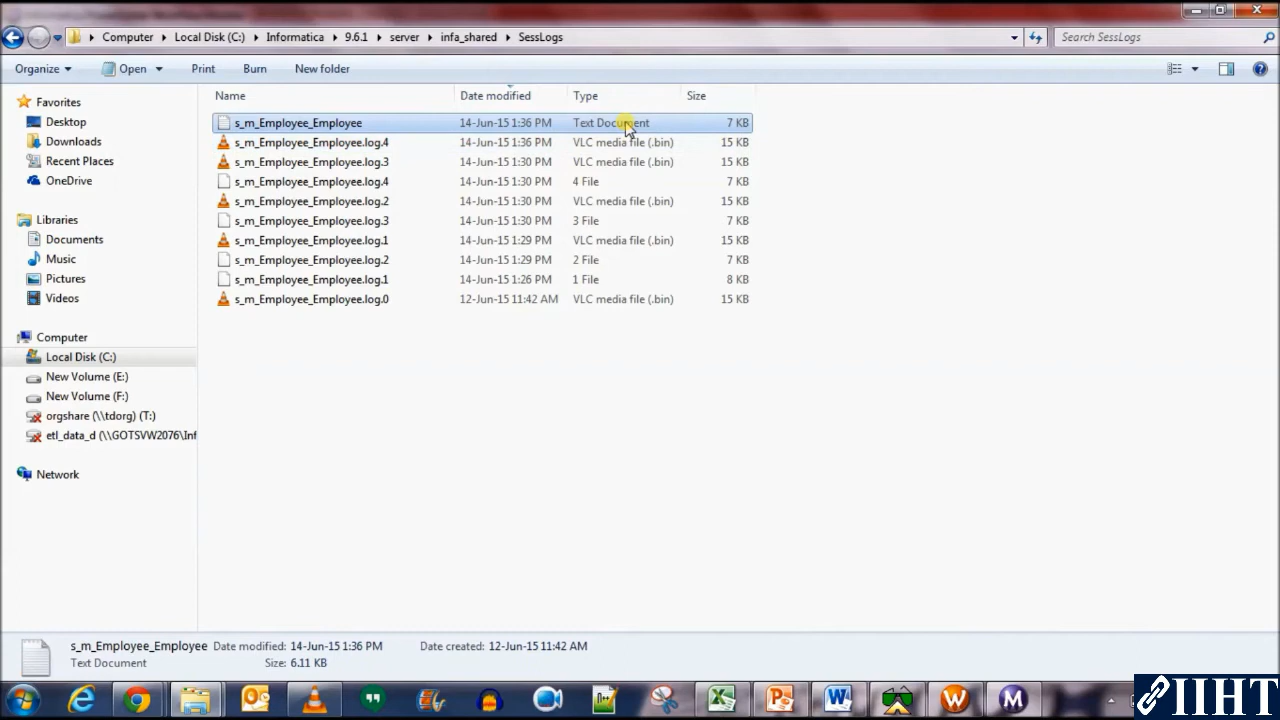 Computer Local Disk (C:) Informatica 9.6.1 server infa_shared SessLogs
Search SessLogs
Organize Open Print Burn New folder
Favorites
Desktop
Downloads
Recent Places
OneDrive
Libraries
Documents
Music
Pictures
Videos
Computer
Local Disk (C:)
New Volume (E:)
New Volume (F:)
orgshare (\\tdorg) (T:)
etl_data_d (\\GOTSVW2076\Inf
Network
Name Date modified Type Size
s_m_Employee_Employee 14-Jun-15 1:36 PM Text Document 7 KB
s_m_Employee_Employee.log.4 14-Jun-15 1:36 PM VLC media file (.bin) 15 KB
s_m_Employee_Employee.log.3 14-Jun-15 1:30 PM VLC media file (.bin) 15 KB
s_m_Employee_Employee.log.4 14-Jun-15 1:30 PM 4 File 7 KB
s_m_Employee_Employee.log.2 14-Jun-15 1:30 PM VLC media file (.bin) 15 KB
s_m_Employee_Employee.log.3 14-Jun-15 1:30 PM 3 File 7 KB
s_m_Employee_Employee.log.1 14-Jun-15 1:29 PM VLC media file (.bin) 15 KB
s_m_Employee_Employee.log.2 14-Jun-15 1:29 PM 2 File 7 KB
s_m_Employee_Employee.log.1 14-Jun-15 1:26 PM 1 File 8 KB
s_m_Employee_Employee.log.0 12-Jun-15 11:42 AM VLC media file (.bin) 15 KB
s_m_Employee_Employee Date modified: 14-Jun-15 1:36 PM Date created: 12-Jun-15 11:42 AM
Text Document Size: 6.11 KB
IIHT